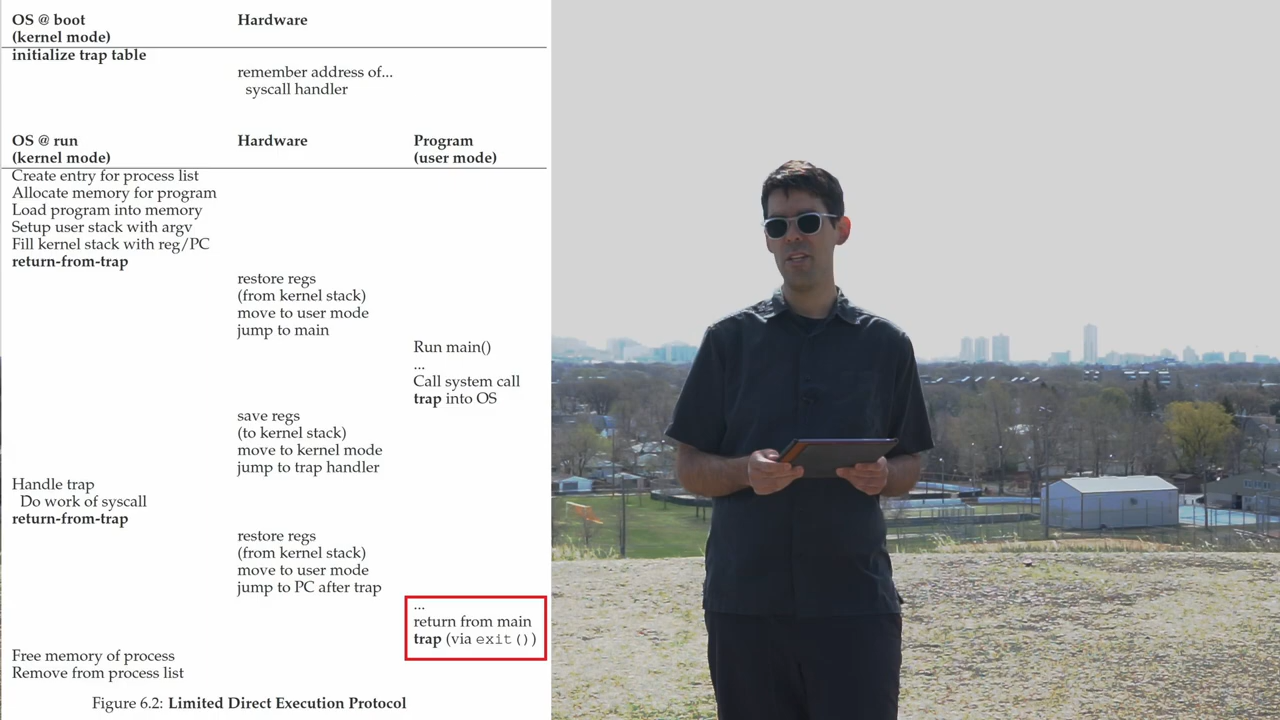 OS @ boot Hardware
(kernel mode)
initialize trap table
remember address of...
syscall handler
OS @ run Hardware Program
(kernel mode) (user mode)
Create entry for process list
Allocate memory for program
Load program into memory
Setup user stack with argv
Fill kernel stack with reg/PC
return-from-trap
restore regs
(from kernel stack)
move to user mode
jump to main
Run main()
...
Call system call
trap into OS
save regs
(to kernel stack)
move to kernel mode
jump to trap handler
Handle trap
Do work of syscall
return-from-trap
restore regs
(from kernel stack)
move to user mode
jump to PC after trap
...
return from main
trap (via exit())
Free memory of process
Remove from process list
Figure 6.2: Limited Direct Execution Protocol